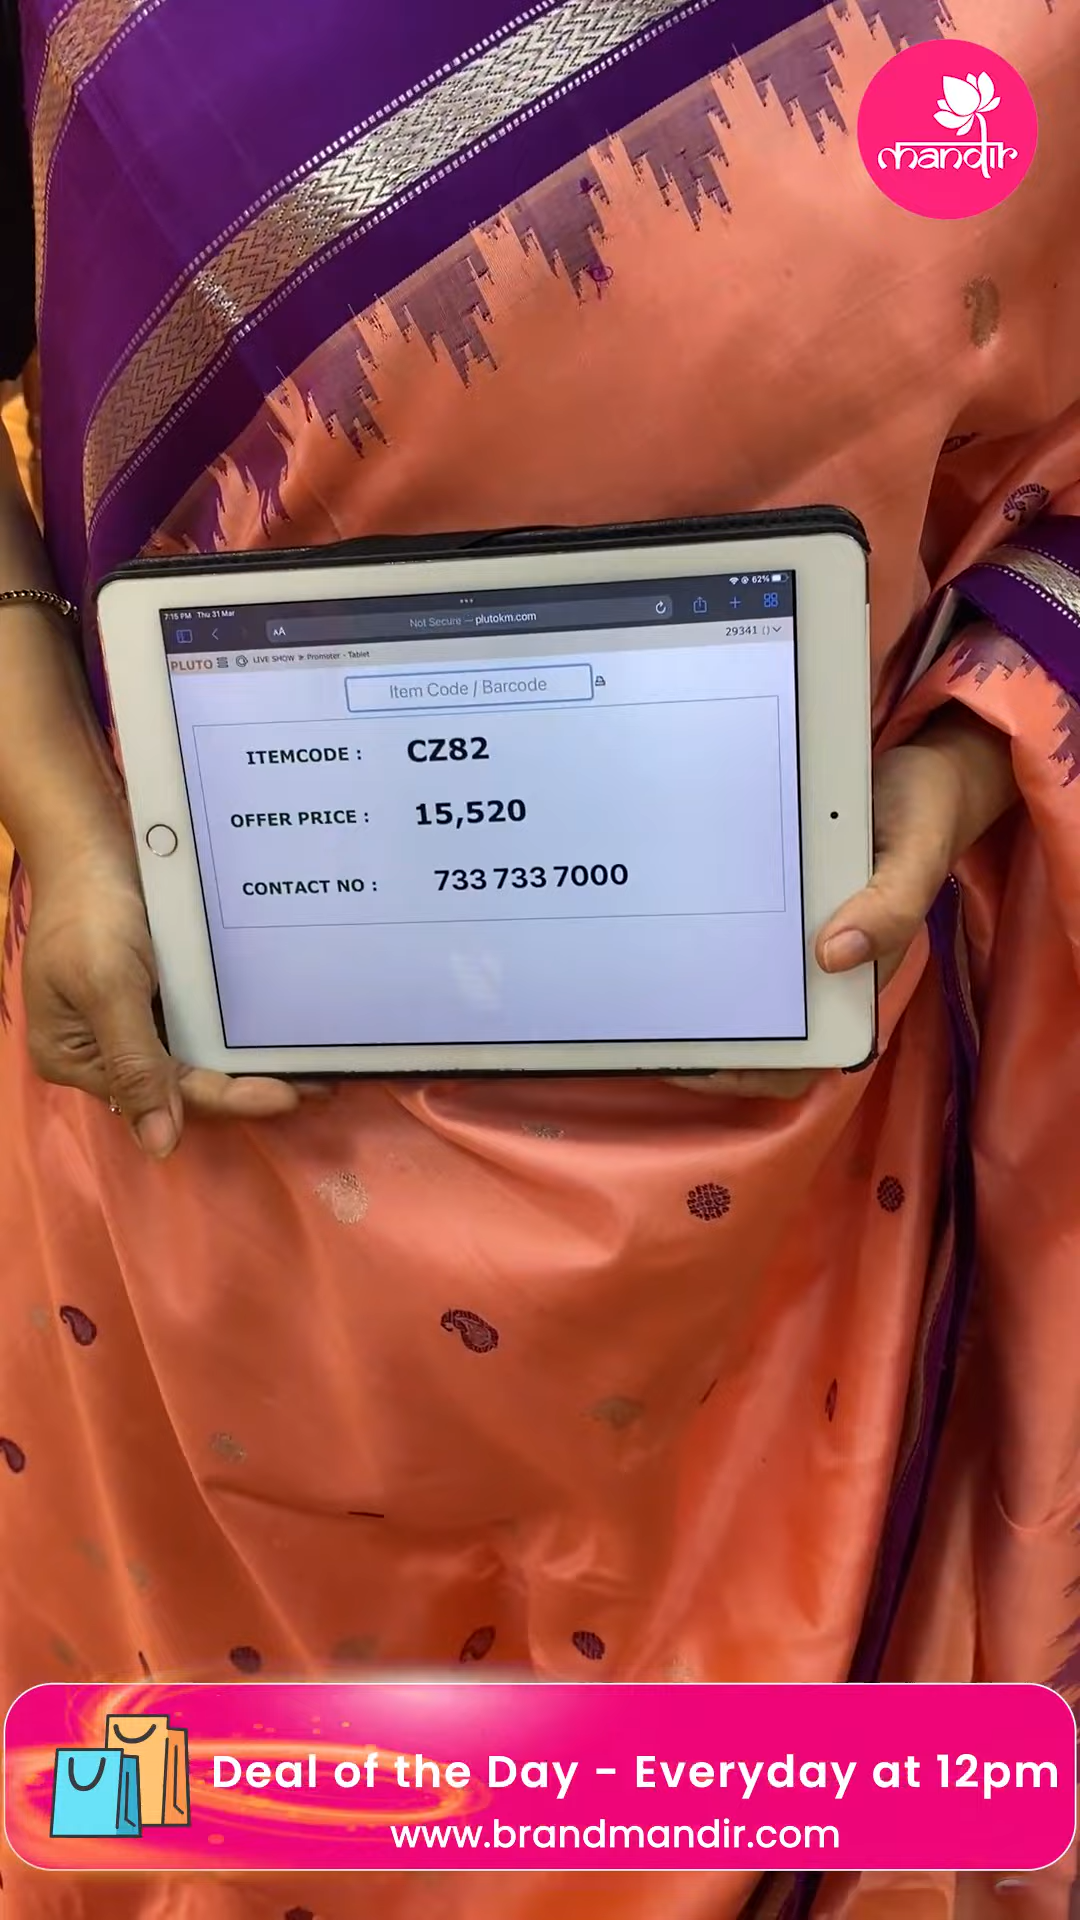 mandir
7:15 PM Thu 31 Mar
62%
AA
Not Secure — plutokm.com
29341 ()
PLUTO
LIVE SHOW > Promoter - Tablet
Item Code / Barcode
ITEMCODE : CZ82
OFFER PRICE : 15,520
CONTACT NO : 733 733 7000
Deal of the Day - Everyday at 12pm
www.brandmandir.com